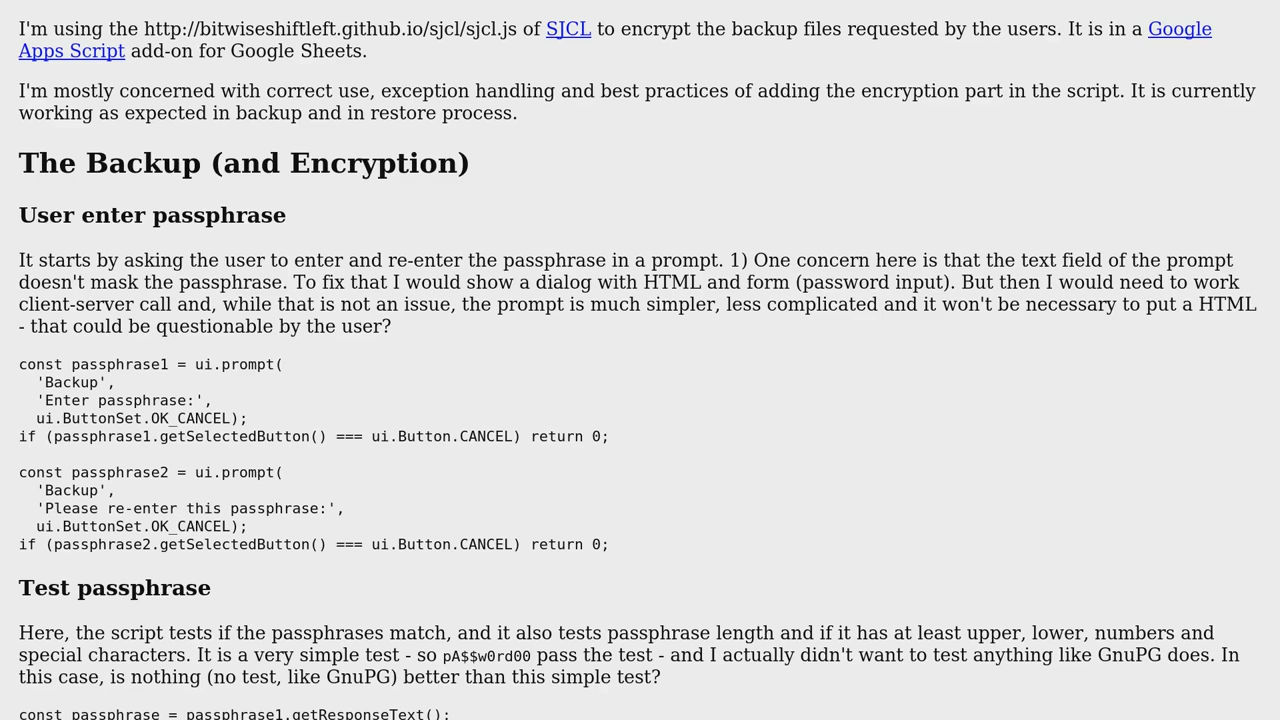 I'm using the http://bitwiseshiftleft.github.io/sjcl/sjcl.js of SJCL to encrypt the backup files requested by the users. It is in a Google
Apps Script add-on for Google Sheets.
I'm mostly concerned with correct use, exception handling and best practices of adding the encryption part in the script. It is currently
working as expected in backup and in restore process.
The Backup (and Encryption)
User enter passphrase
It starts by asking the user to enter and re-enter the passphrase in a prompt. 1) One concern here is that the text field of the prompt
doesn't mask the passphrase. To fix that I would show a dialog with HTML and form (password input). But then I would need to work
client-server call and, while that is not an issue, the prompt is much simpler, less complicated and it won't be necessary to put a HTML
- that could be questionable by the user?
const passphrase1 = ui.prompt(
  'Backup',
  'Enter passphrase:',
  ui.ButtonSet.OK_CANCEL);
if (passphrase1.getSelectedButton() === ui.Button.CANCEL) return 0;
const passphrase2 = ui.prompt(
  'Backup',
  'Please re-enter this passphrase:',
  ui.ButtonSet.OK_CANCEL);
if (passphrase2.getSelectedButton() === ui.Button.CANCEL) return 0;
Test passphrase
Here, the script tests if the passphrases match, and it also tests passphrase length and if it has at least upper, lower, numbers and
special characters. It is a very simple test - so pA$$w0rd00 pass the test - and I actually didn't want to test anything like GnuPG does. In
this case, is nothing (no test, like GnuPG) better than this simple test?
const passphrase = passphrase1.getResponseText();